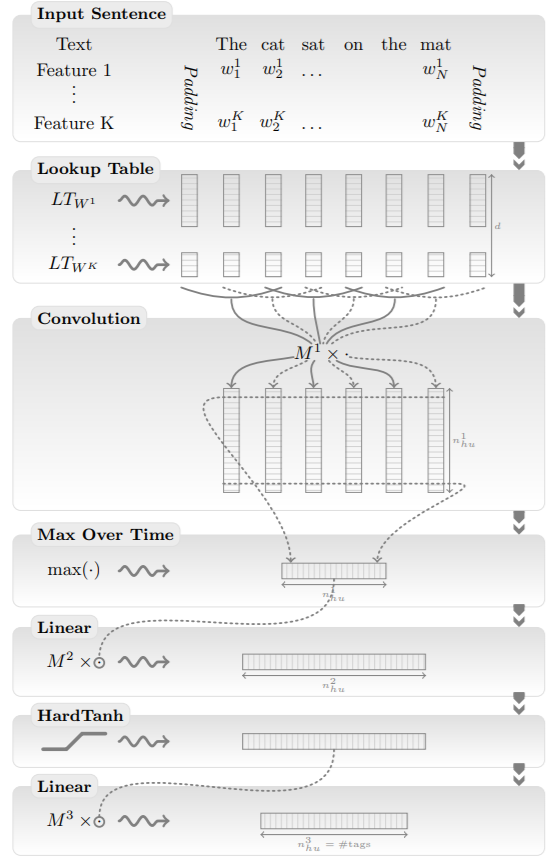 Input Sentence
Text The cat sat on the mat
Feature 1 w_1^1 w_2^1 … w_N^1
⋮
Feature K w_1^K w_2^K … w_N^K
Padding
Padding
Lookup Table
LT_{W^1}
⋮
LT_{W^K}
d
Convolution
M^1 × ·
n_{hu}^1
Max Over Time
max(·)
n_{hu}^1
Linear
M^2 × ⊙
n_{hu}^2
HardTanh
Linear
M^3 × ⊙
n_{hu}^3 = #tags